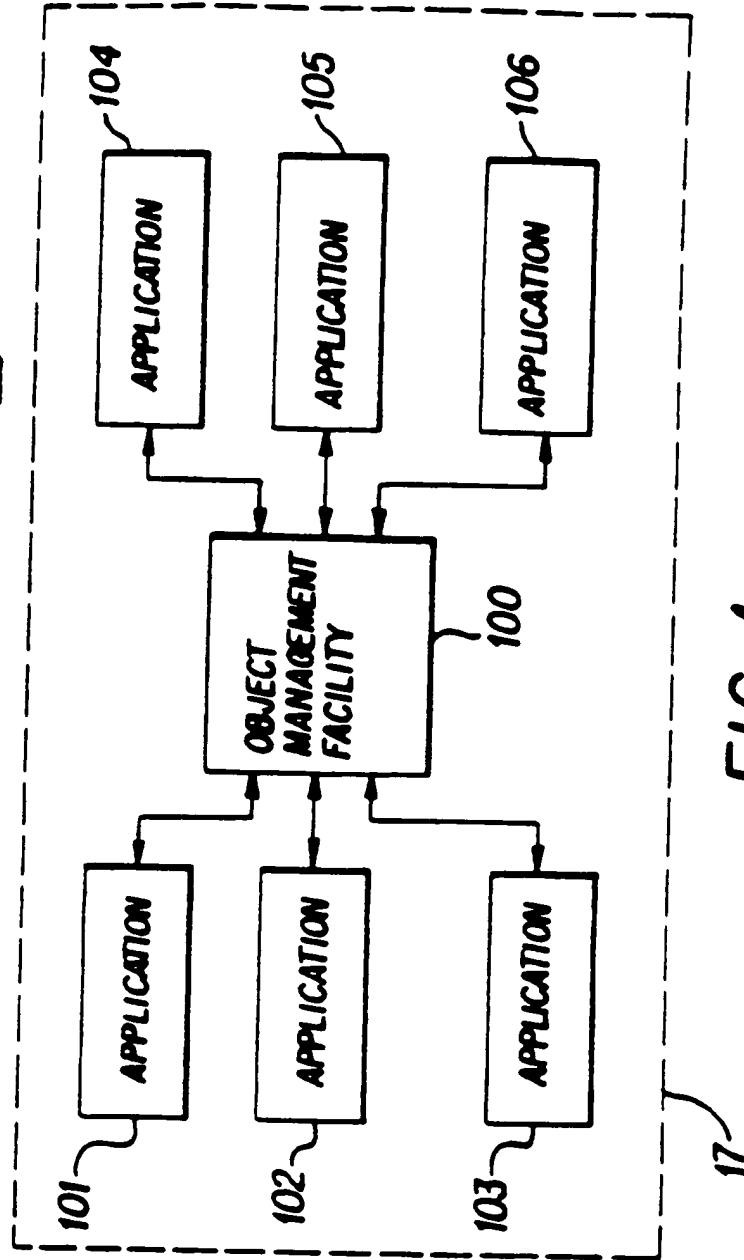 101
APPLICATION
104
APPLICATION
102
APPLICATION
OBJECT
MANAGEMENT
FACILITY
100
105
APPLICATION
103
APPLICATION
106
APPLICATION
17